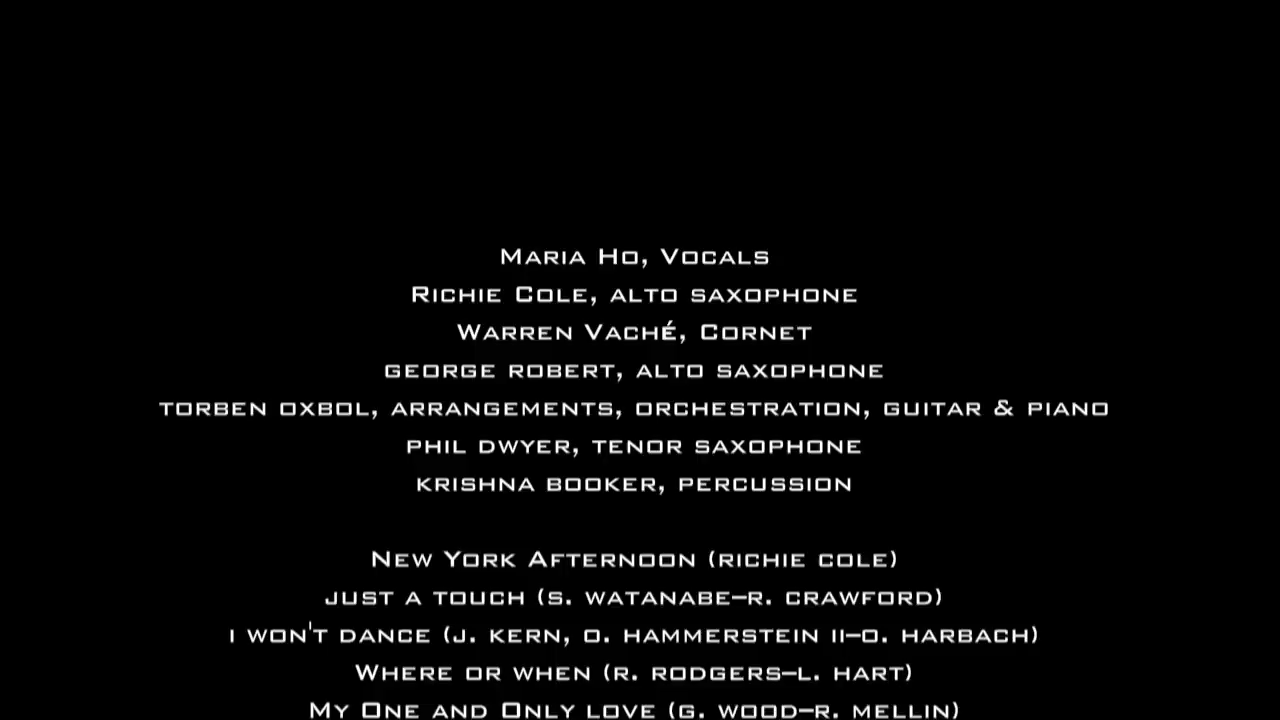 Maria Ho, Vocals
Richie Cole, alto saxophone
Warren Vaché, Cornet
george robert, alto saxophone
torben oxbol, arrangements, orchestration, guitar & piano
phil dwyer, tenor saxophone
krishna booker, percussion
New York Afternoon (richie cole)
just a touch (s. watanabe–r. crawford)
i won't dance (j. kern, o. hammerstein ii–o. harbach)
Where or when (r. rodgers–l. hart)
My One and Only love (g. wood–r. mellin)